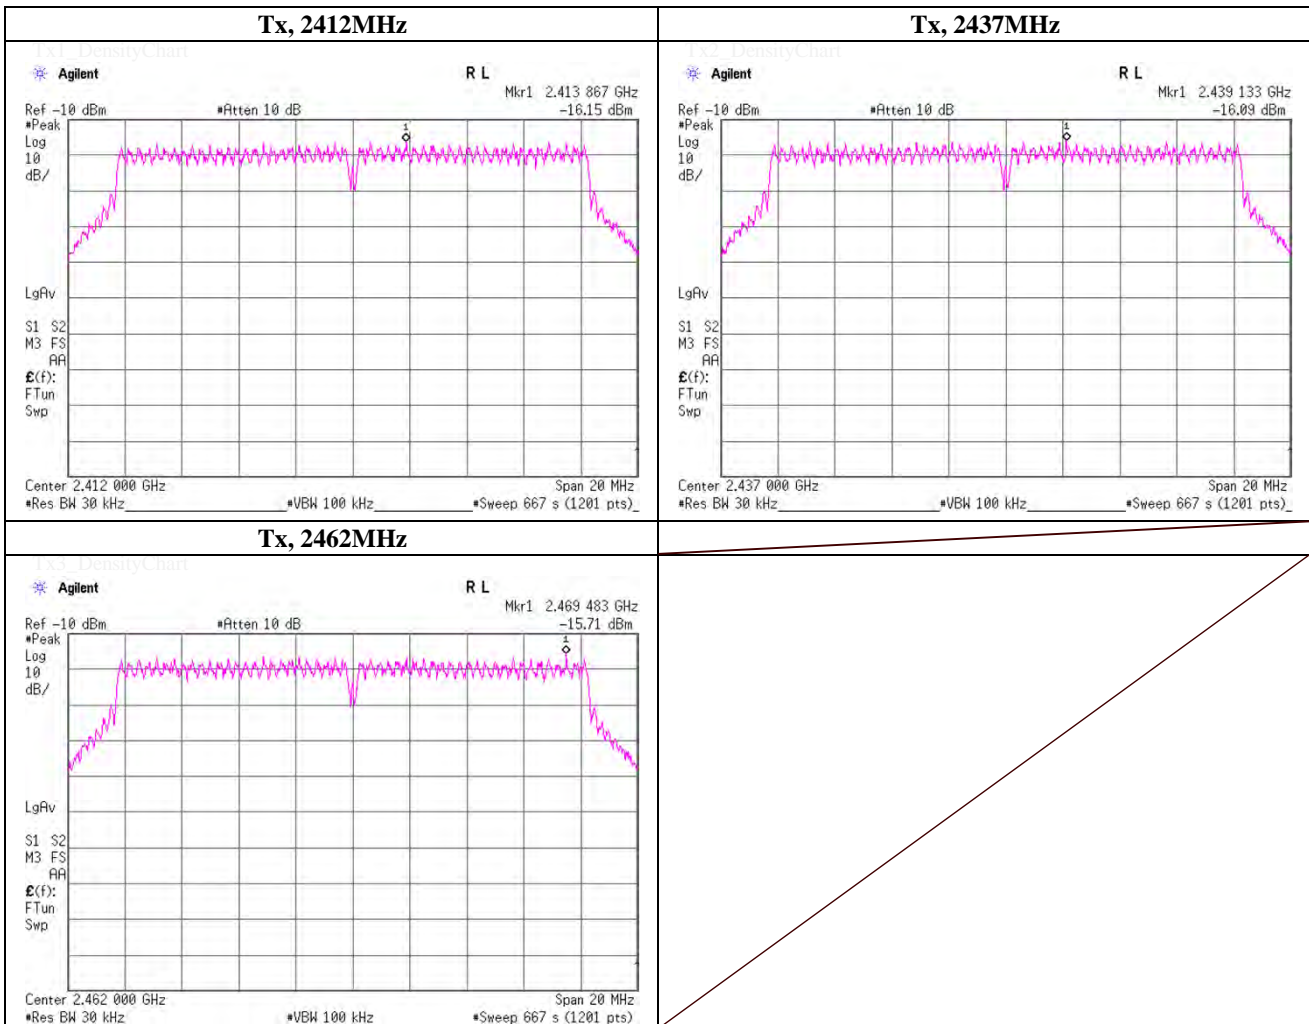 Tx, 2412MHz
Tx1_DensityChart
Agilent R L
Mkr1 2.413 867 GHz
Ref -10 dBm #Atten 10 dB -16.15 dBm
#Peak
Log
10
dB/
1
LgAv
S1 S2
M3 FS
AA
£(f):
FTun
Swp
Center 2.412 000 GHz Span 20 MHz
#Res BW 30 kHz #VBW 100 kHz #Sweep 667 s (1201 pts)
Tx, 2437MHz
Tx2_DensityChart
Agilent R L
Mkr1 2.439 133 GHz
Ref -10 dBm #Atten 10 dB -16.09 dBm
#Peak
Log
10
dB/
1
LgAv
S1 S2
M3 FS
AA
£(f):
FTun
Swp
Center 2.437 000 GHz Span 20 MHz
#Res BW 30 kHz #VBW 100 kHz #Sweep 667 s (1201 pts)
Tx, 2462MHz
Tx3_DensityChart
Agilent R L
Mkr1 2.469 483 GHz
Ref -10 dBm #Atten 10 dB -15.71 dBm
#Peak
Log
10
dB/
1
LgAv
S1 S2
M3 FS
AA
£(f):
FTun
Swp
Center 2.462 000 GHz Span 20 MHz
#Res BW 30 kHz #VBW 100 kHz #Sweep 667 s (1201 pts)